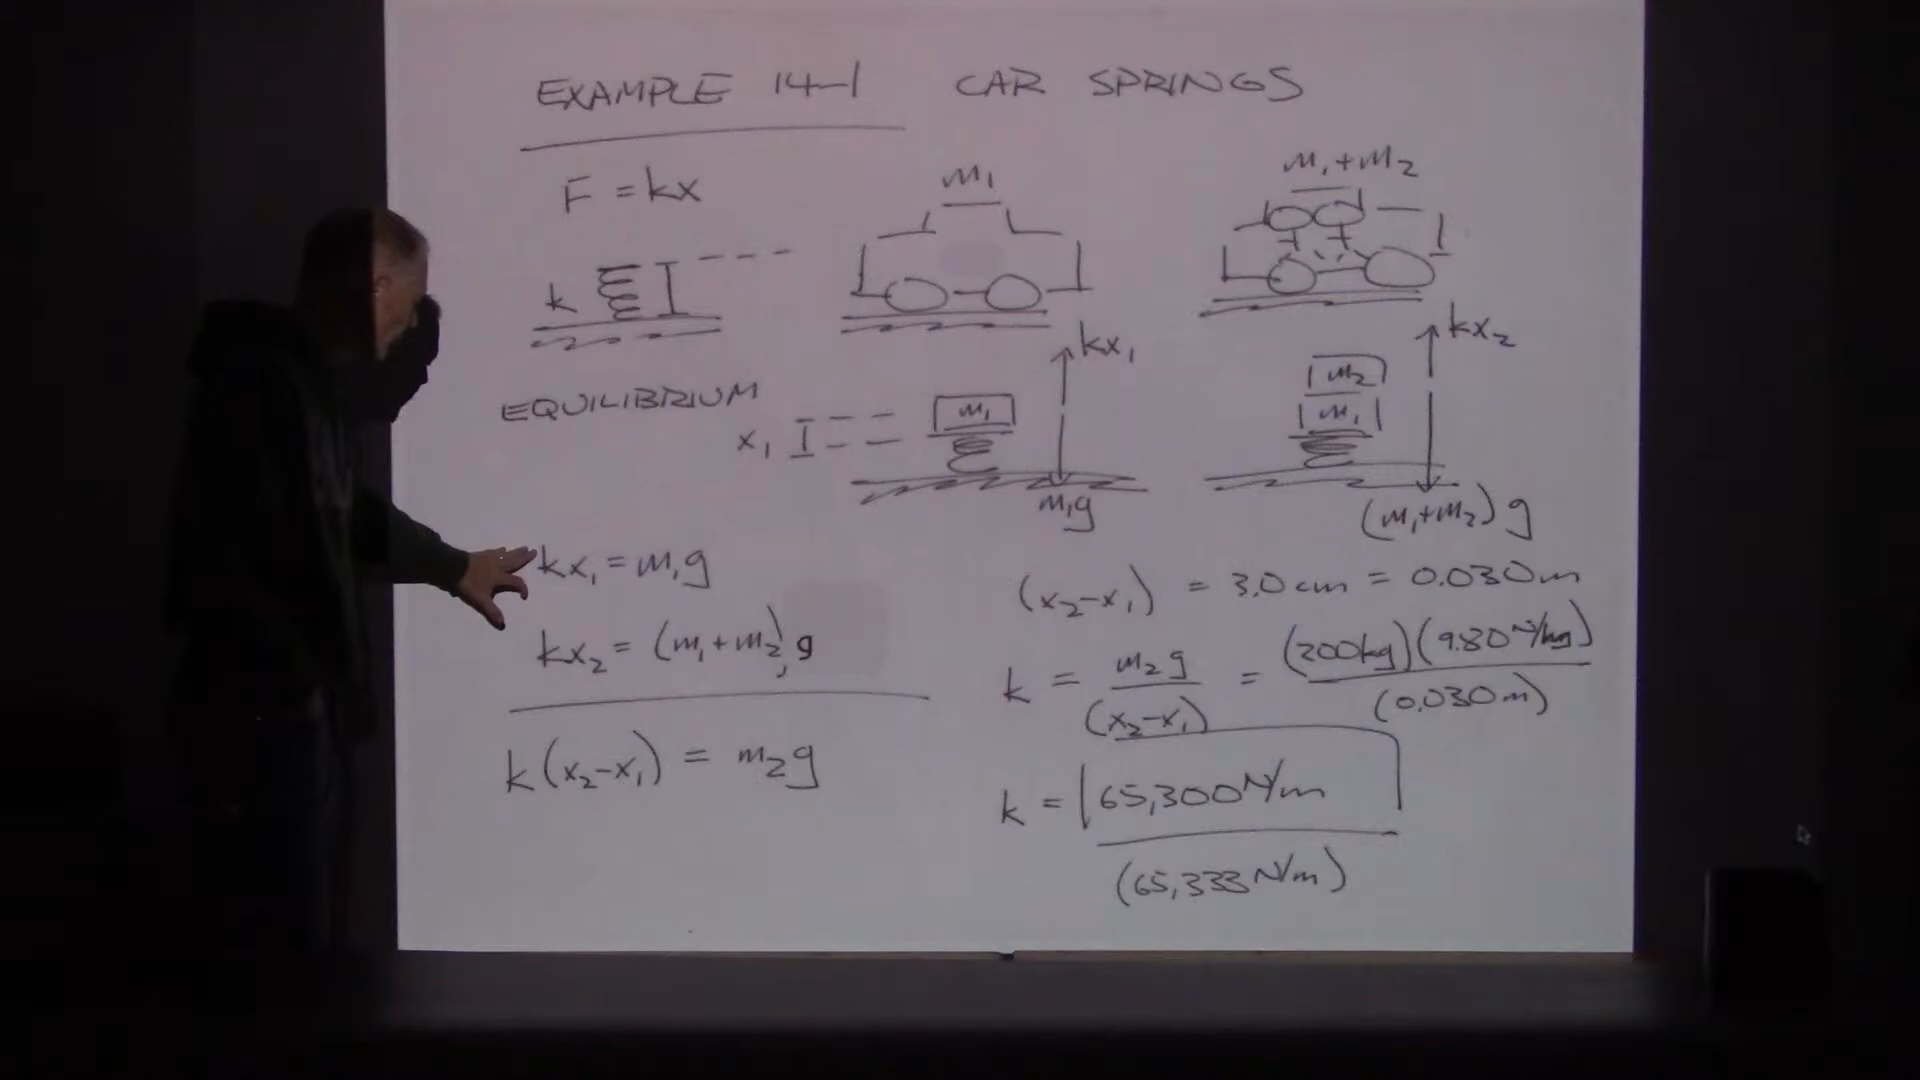 EXAMPLE 14-1 CAR SPRINGS
F = kx
m₁
m₁+m₂
k
kx₁
kx₂
EQUILIBRIUM
x₁
m₁
m₂
m₁
m₁g
(m₁+m₂)g
kx₁ = m₁g
kx₂ = (m₁+m₂)g
k(x₂-x₁) = m₂g
(x₂-x₁) = 3.0 cm = 0.030m
k = m₂g / (x₂-x₁) = (200kg)(9.80 N/kg) / (0.030m)
k = 65,300 N/m
(65,333 N/m)